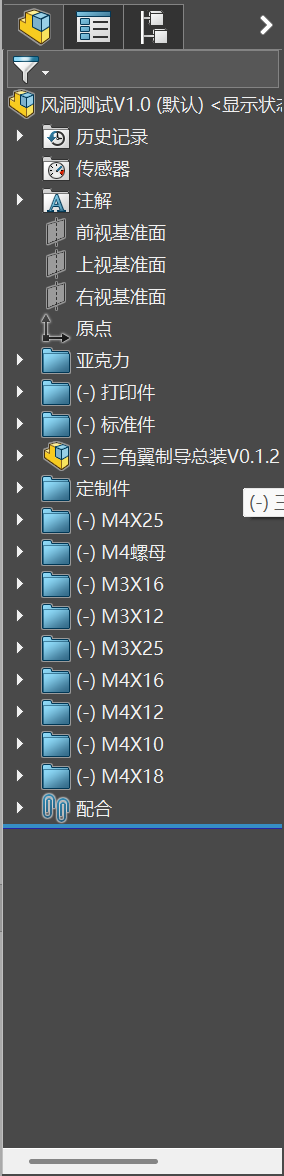 风洞测试V1.0 (默认) <显示状态
历史记录
传感器
注解
前视基准面
上视基准面
右视基准面
原点
亚克力
(-) 打印件
(-) 标准件
(-) 三角翼制导总装V0.1.2
定制件
(-) 三
(-) M4X25
(-) M4螺母
(-) M3X16
(-) M3X12
(-) M3X25
(-) M4X16
(-) M4X12
(-) M4X10
(-) M4X18
配合